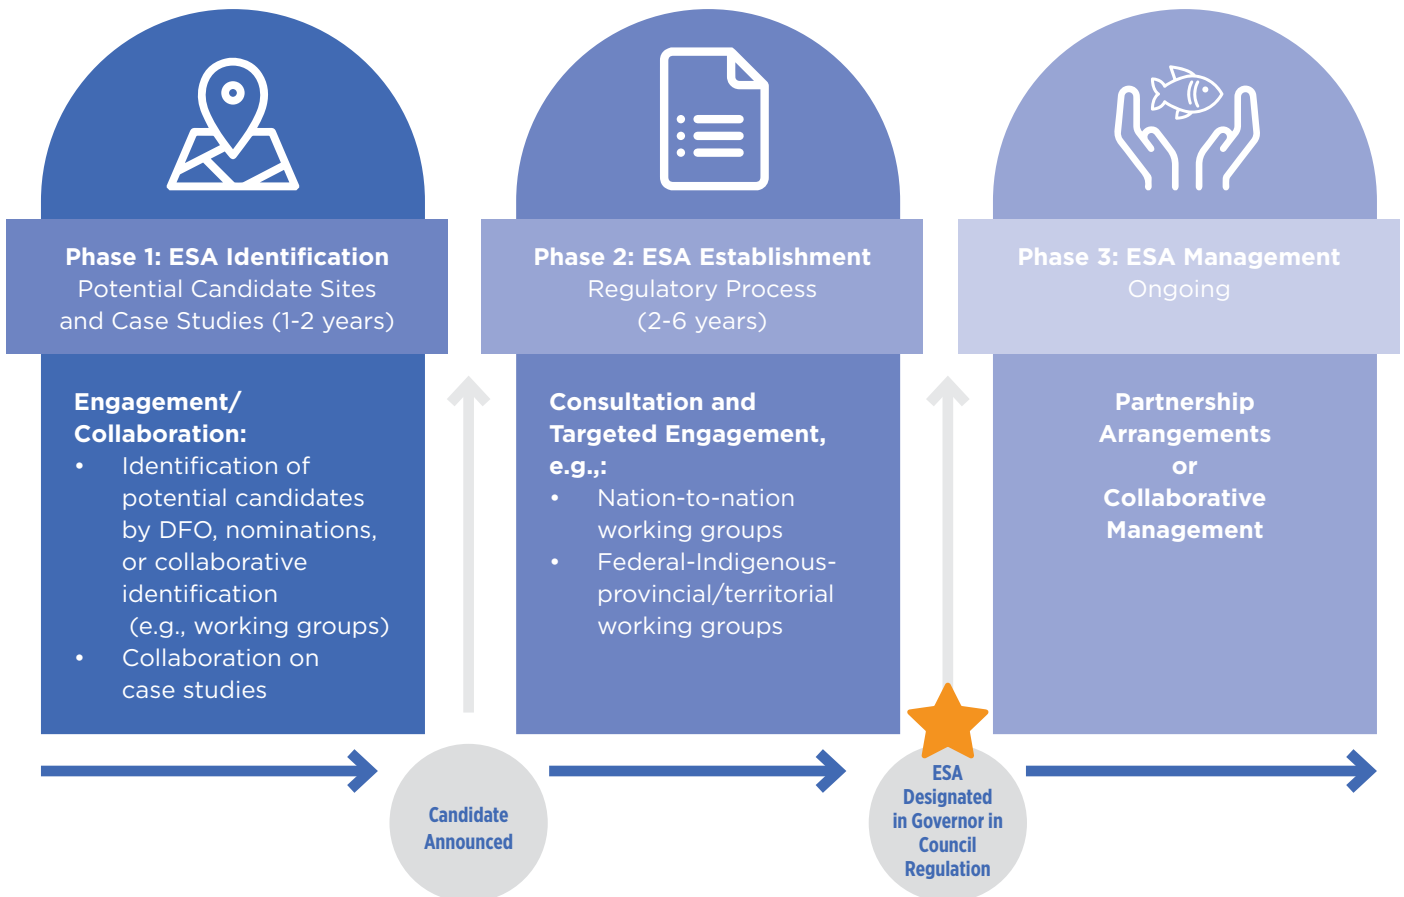 Phase 1: ESA Identification
Potential Candidate Sites
and Case Studies (1-2 years)
Engagement/
Collaboration:
• Identification of
potential candidates
by DFO, nominations,
or collaborative
identification
(e.g., working groups)
• Collaboration on
case studies
Candidate
Announced
Phase 2: ESA Establishment
Regulatory Process
(2-6 years)
Consultation and
Targeted Engagement,
e.g.,:
• Nation-to-nation
working groups
• Federal-Indigenous-
provincial/territorial
working groups
ESA
Designated
in Governor in
Council
Regulation
Phase 3: ESA Management
Ongoing
Partnership
Arrangements
or
Collaborative
Management